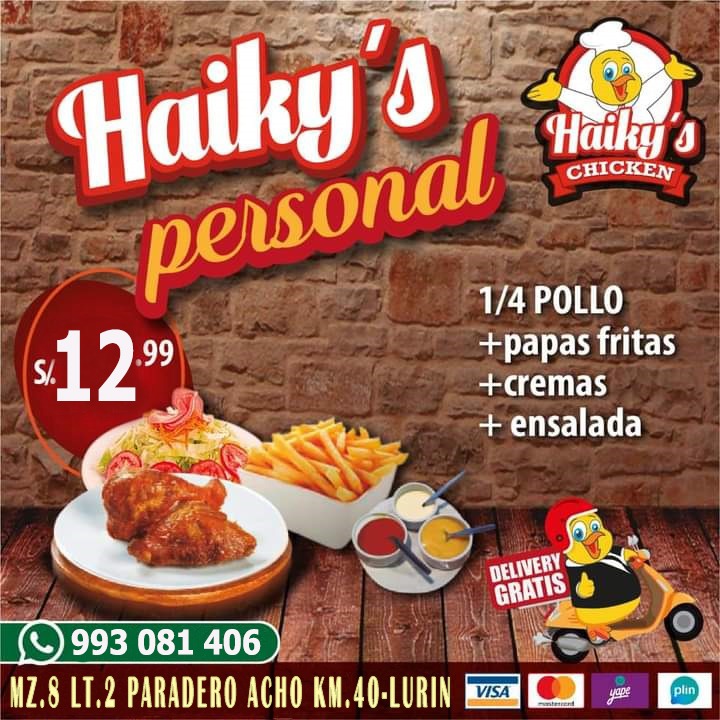 Haiky's
personal
Haiky's
CHICKEN
S/. 12.99
1/4 POLLO
+papas fritas
+cremas
+ ensalada
DELIVERY
GRATIS
993 081 406
MZ.8 LT.2 PARADERO ACHO KM.40-LURIN
VISA
mastercard
yape
plin